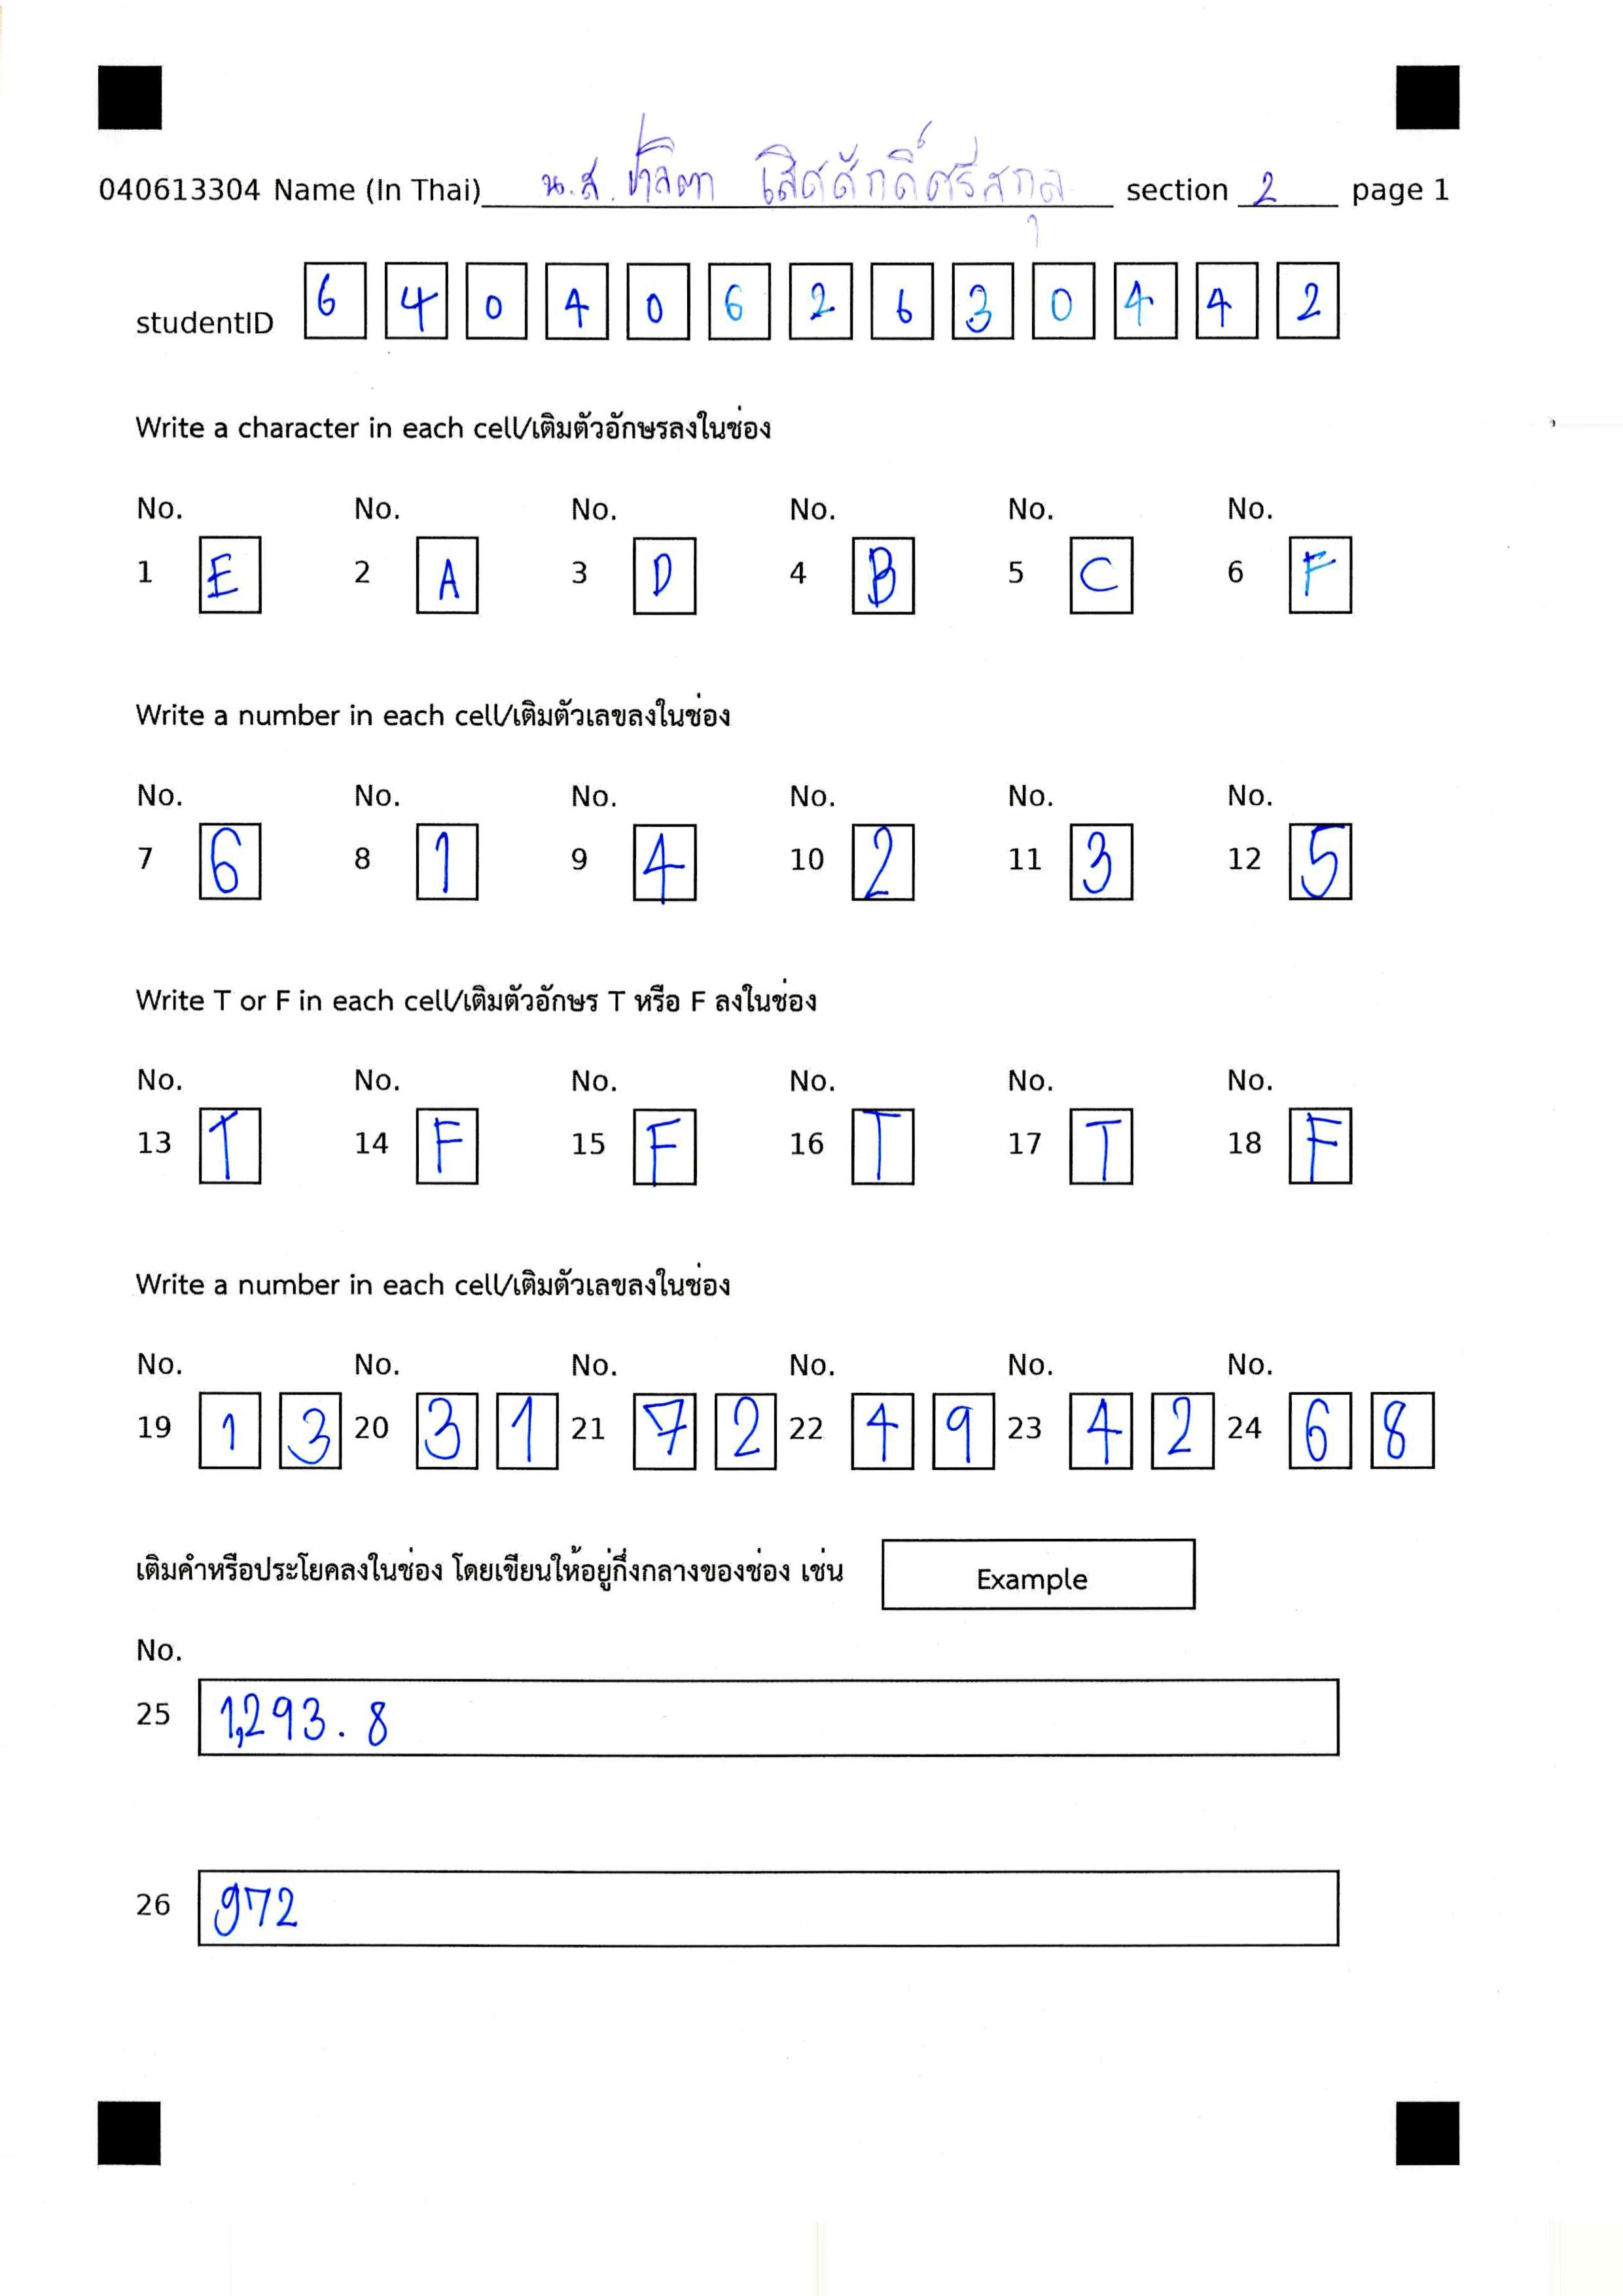 040613304 Name (In Thai) น.ส. ปาลิตา เลิศศักดิ์ศรีสกุล section 2 page 1
studentID 6 4 0 4 0 6 2 6 3 0 4 4 2
Write a character in each cell/เติมตัวอักษรลงในช่อง
No. No. No. No. No. No.
1 E 2 A 3 D 4 B 5 C 6 F
Write a number in each cell/เติมตัวเลขลงในช่อง
No. No. No. No. No. No.
7 6 8 1 9 4 10 2 11 3 12 5
Write T or F in each cell/เติมตัวอักษร T หรือ F ลงในช่อง
No. No. No. No. No. No.
13 T 14 F 15 F 16 T 17 T 18 F
Write a number in each cell/เติมตัวเลขลงในช่อง
No. No. No. No. No. No.
19 1 3 20 3 1 21 7 2 22 4 9 23 4 2 24 6 8
เติมคำหรือประโยคลงในช่อง โดยเขียนให้อยู่กึ่งกลางของช่อง เช่น Example
No.
25 1,293.8
26 972